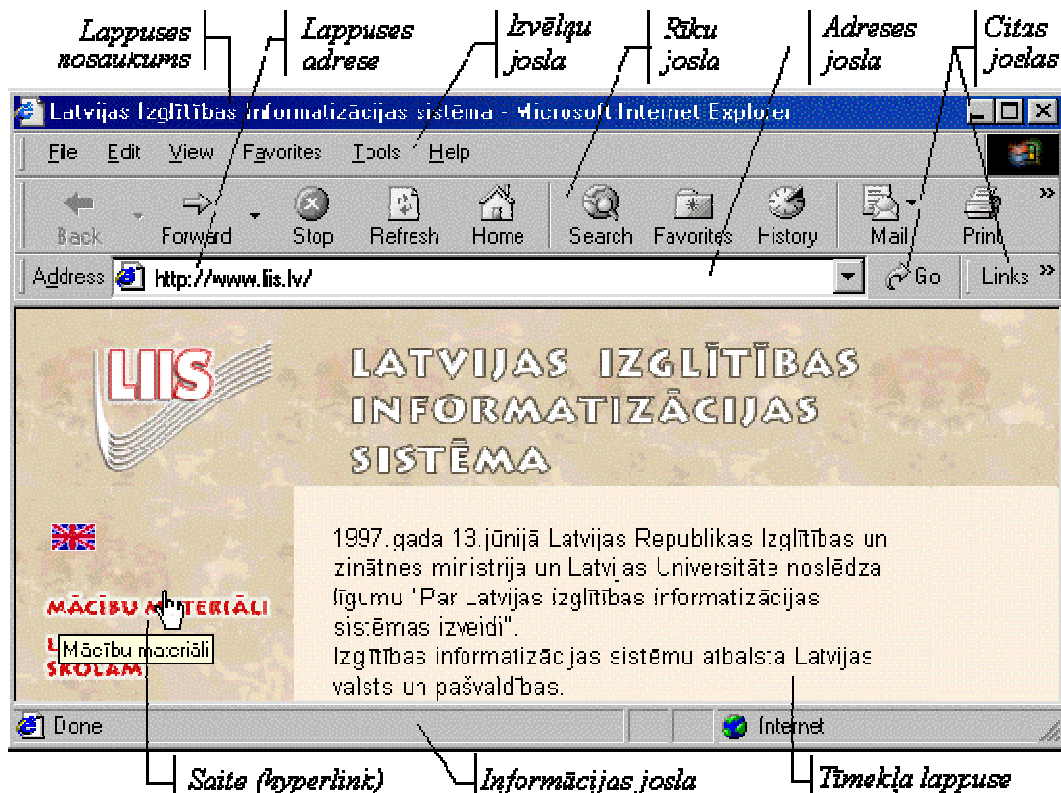 Lappuses nosaukums
Lappuses adrese
Izvēlņu josla
Rīku josla
Adreses josla
Citas joslas
Latvijas Izglītības Informatizācijas sistēma - Microsoft Internet Explorer
File Edit View Favorites Tools Help
Back Forward Stop Refresh Home Search Favorites History Mail Print »
Address http://www.liis.lv/ Go Links »
LIIS
LATVIJAS IZGLĪTĪBAS
INFORMATIZĀCIJAS
SISTĒMA
1997.gada 13.jūnijā Latvijas Republikas Izglītības un
zinātnes ministrija un Latvijas Universitāte noslēdza
līgumu "Par Latvijas izglītības informatizācijas
sistēmas izveidi".
Izglītības informatizācijas sistēmu atbalsta Latvijas
valsts un pašvaldības.
MĀCĪBU MATERIĀLI
Mācību materiāli
SKOLĀM
Done Internet
Saite (hyperlink)
Informācijas josla
Tīmekļa lappuse